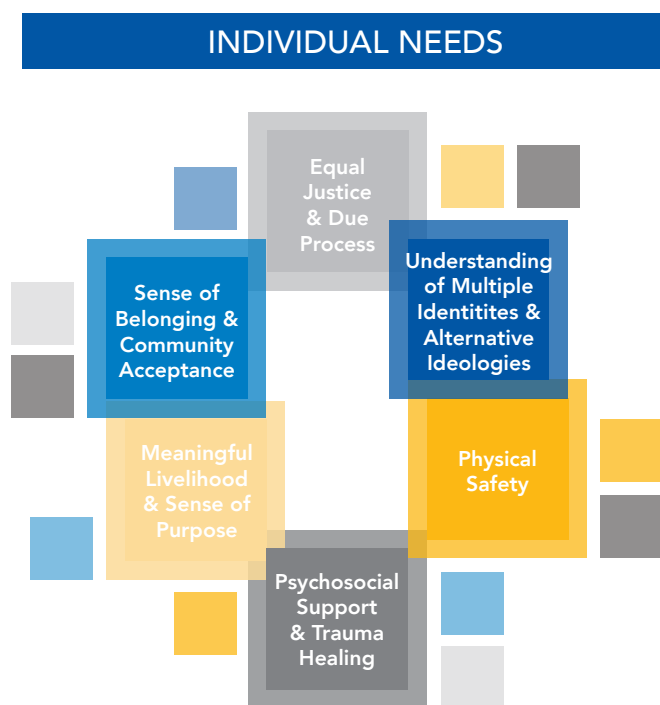 INDIVIDUAL NEEDS
Equal
Justice
& Due
Process
Understanding
of Multiple
Identitites &
Alternative
Ideologies
Sense of
Belonging &
Community
Acceptance
Meaningful
Livelihood
& Sense of
Purpose
Physical
Safety
Psychosocial
Support
& Trauma
Healing